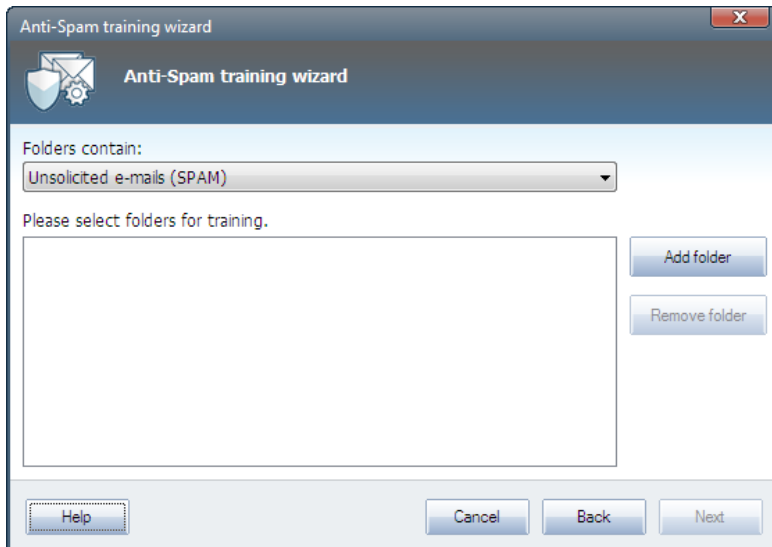 Anti-Spam training wizard
Anti-Spam training wizard
Folders contain:
Unsolicited e-mails (SPAM)
Please select folders for training.
Add folder
Remove folder
Help
Cancel
Back
Next